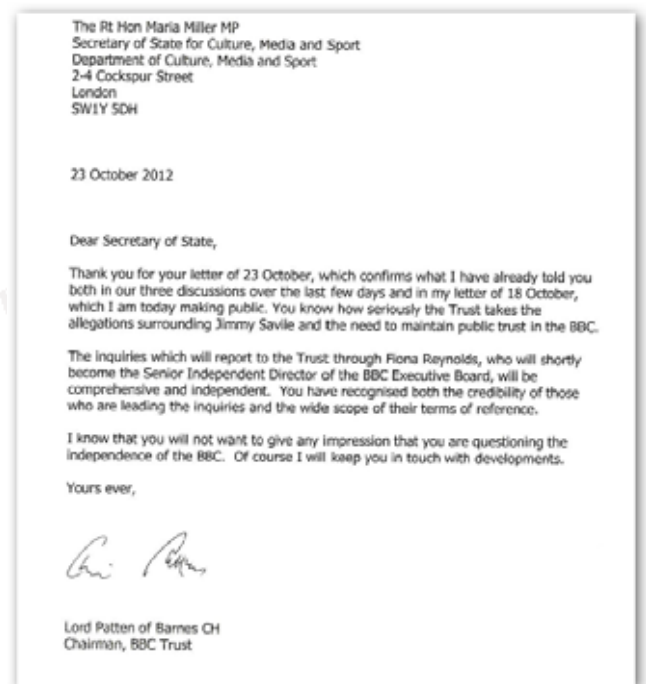 The Rt Hon Maria Miller MP
Secretary of State for Culture, Media and Sport
Department of Culture, Media and Sport
2-4 Cockspur Street
London
SW1Y 5DH
23 October 2012
Dear Secretary of State,
Thank you for your letter of 23 October, which confirms what I have already told you
both in our three discussions over the last few days and in my letter of 18 October,
which I am today making public. You know how seriously the Trust takes the
allegations surrounding Jimmy Savile and the need to maintain public trust in the BBC.
The inquiries which will report to the Trust through Fiona Reynolds, who will shortly
become the Senior Independent Director of the BBC Executive Board, will be
comprehensive and independent. You have recognised both the credibility of those
who are leading the inquiries and the wide scope of their terms of reference.
I know that you will not want to give any impression that you are questioning the
independence of the BBC. Of course I will keep you in touch with developments.
Yours ever,
Lord Patten of Barnes CH
Chairman, BBC Trust